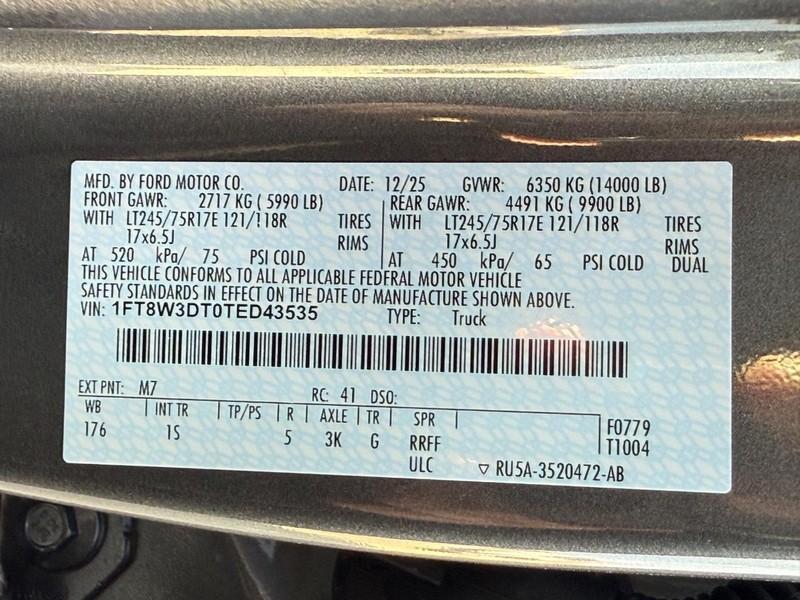 MFD. BY FORD MOTOR CO. DATE: 12/25 GVWR: 6350 KG (14000 LB)
FRONT GAWR: 2717 KG ( 5990 LB) REAR GAWR: 4491 KG ( 9900 LB)
WITH LT245/75R17E 121/118R TIRES WITH LT245/75R17E 121/118R TIRES
17x6.5J RIMS 17x6.5J RIMS
AT 520 kPa/ 75 PSI COLD AT 450 kPa/ 65 PSI COLD DUAL
THIS VEHICLE CONFORMS TO ALL APPLICABLE FEDERAL MOTOR VEHICLE
SAFETY STANDARDS IN EFFECT ON THE DATE OF MANUFACTURE SHOWN ABOVE.
VIN: 1FT8W3DT0TED43535 TYPE: Truck
EXT PNT: M7 RC: 41 DSO:
WB INT TR TP/PS R AXLE TR SPR F0779
176 1S 5 3K G RRFF T1004
ULC RU5A-3520472-AB